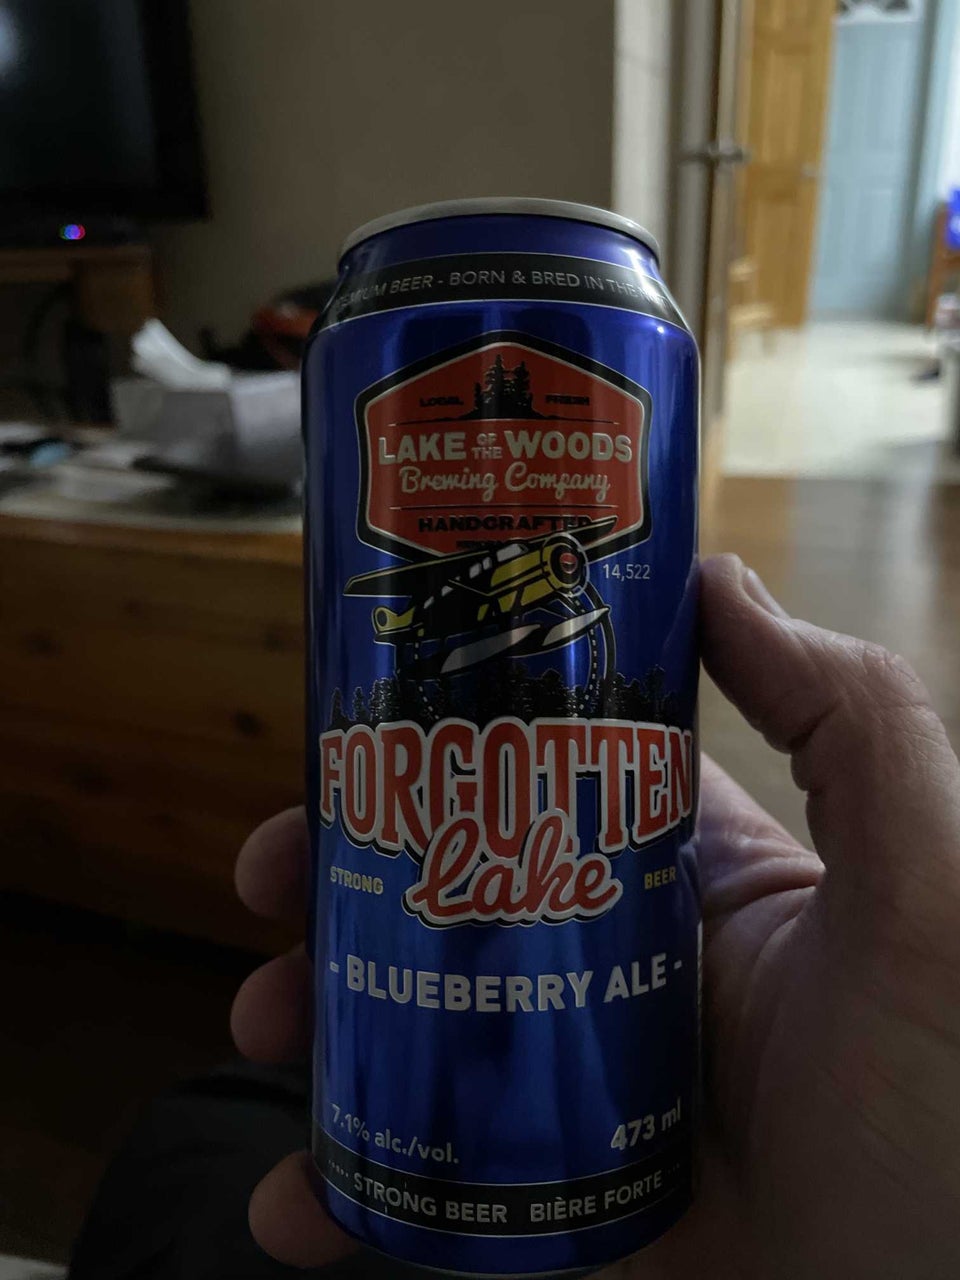 PREMIUM BEER - BORN & BRED IN THE
LOCAL FRESH
LAKE OF THE WOODS
Brewing Company
HANDCRAFTED
14,522
FORGOTTEN
Lake
STRONG BEER
- BLUEBERRY ALE -
7.1% alc./vol. 473 ml
STRONG BEER BIÈRE FORTE